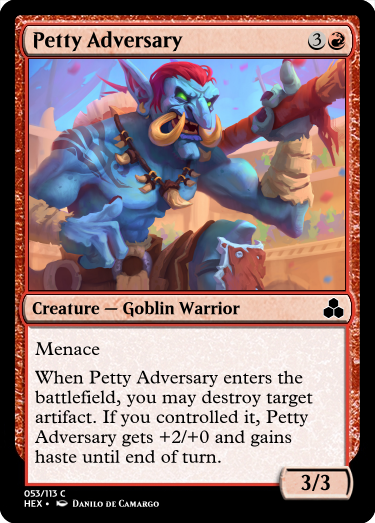 Petty Adversary 3
Creature — Goblin Warrior
Menace
When Petty Adversary enters the
battlefield, you may destroy target
artifact. If you controlled it, Petty
Adversary gets +2/+0 and gains
haste until end of turn.
3/3
053/113 C
HEX • Danilo de Camargo